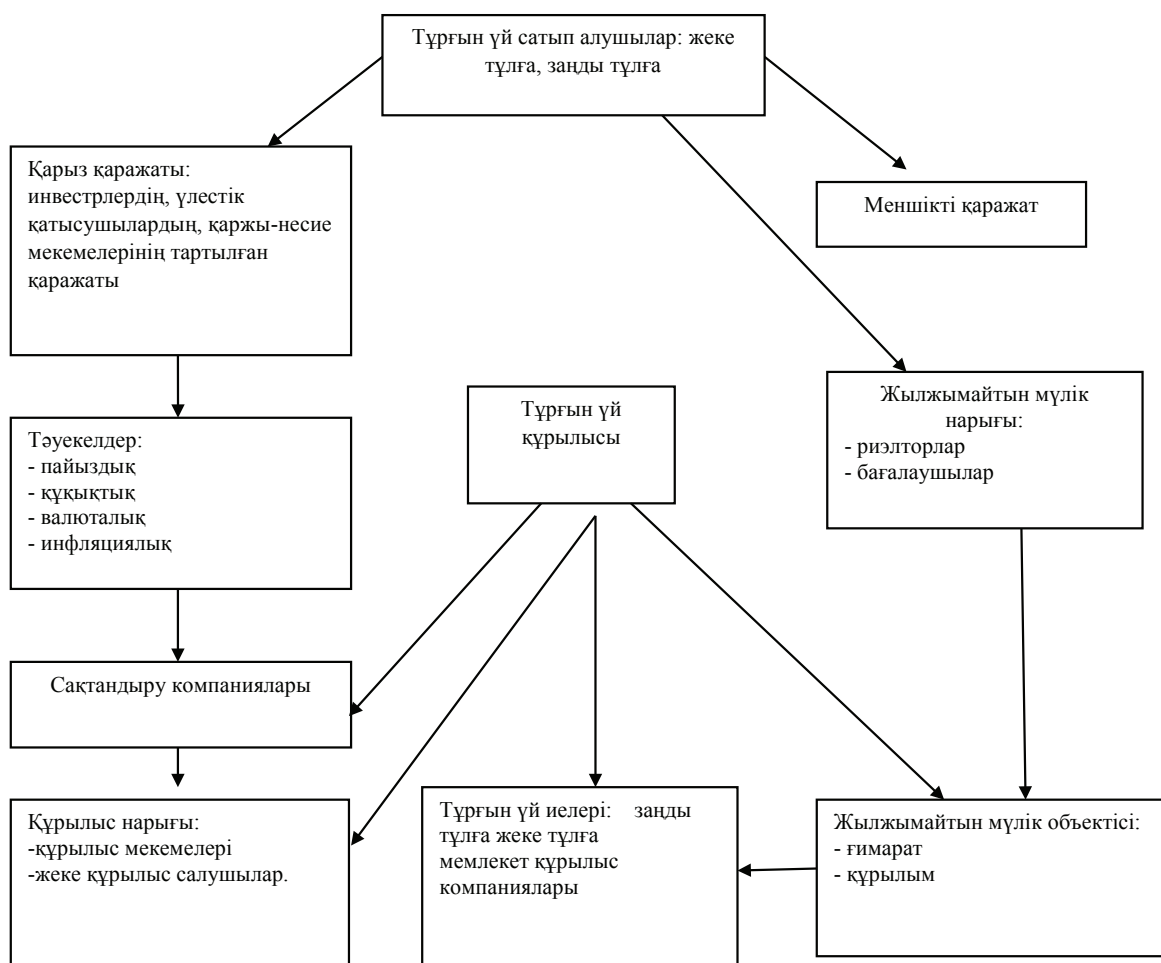 Тұрғын үй сатып алушылар: жеке
тұлға, заңды тұлға
Қарыз қаражаты:
инвестрлердің, үлестік
қатысушылардың, қаржы-несие
мекемелерінің тартылған
қаражаты
Меншікті қаражат
Тәуекелдер:
- пайыздық
- құқықтық
- валюталық
- инфляциялық
Тұрғын үй
құрылысы
Жылжымайтын мүлік
нарығы:
- риэлторлар
- бағалаушылар
Сақтандыру компаниялары
Құрылыс нарығы:
-құрылыс мекемелері
-жеке құрылыс салушылар.
Тұрғын үй иелері: заңды
тұлға жеке тұлға
мемлекет құрылыс
компаниялары
Жылжымайтын мүлік объектісі:
- ғимарат
- құрылым